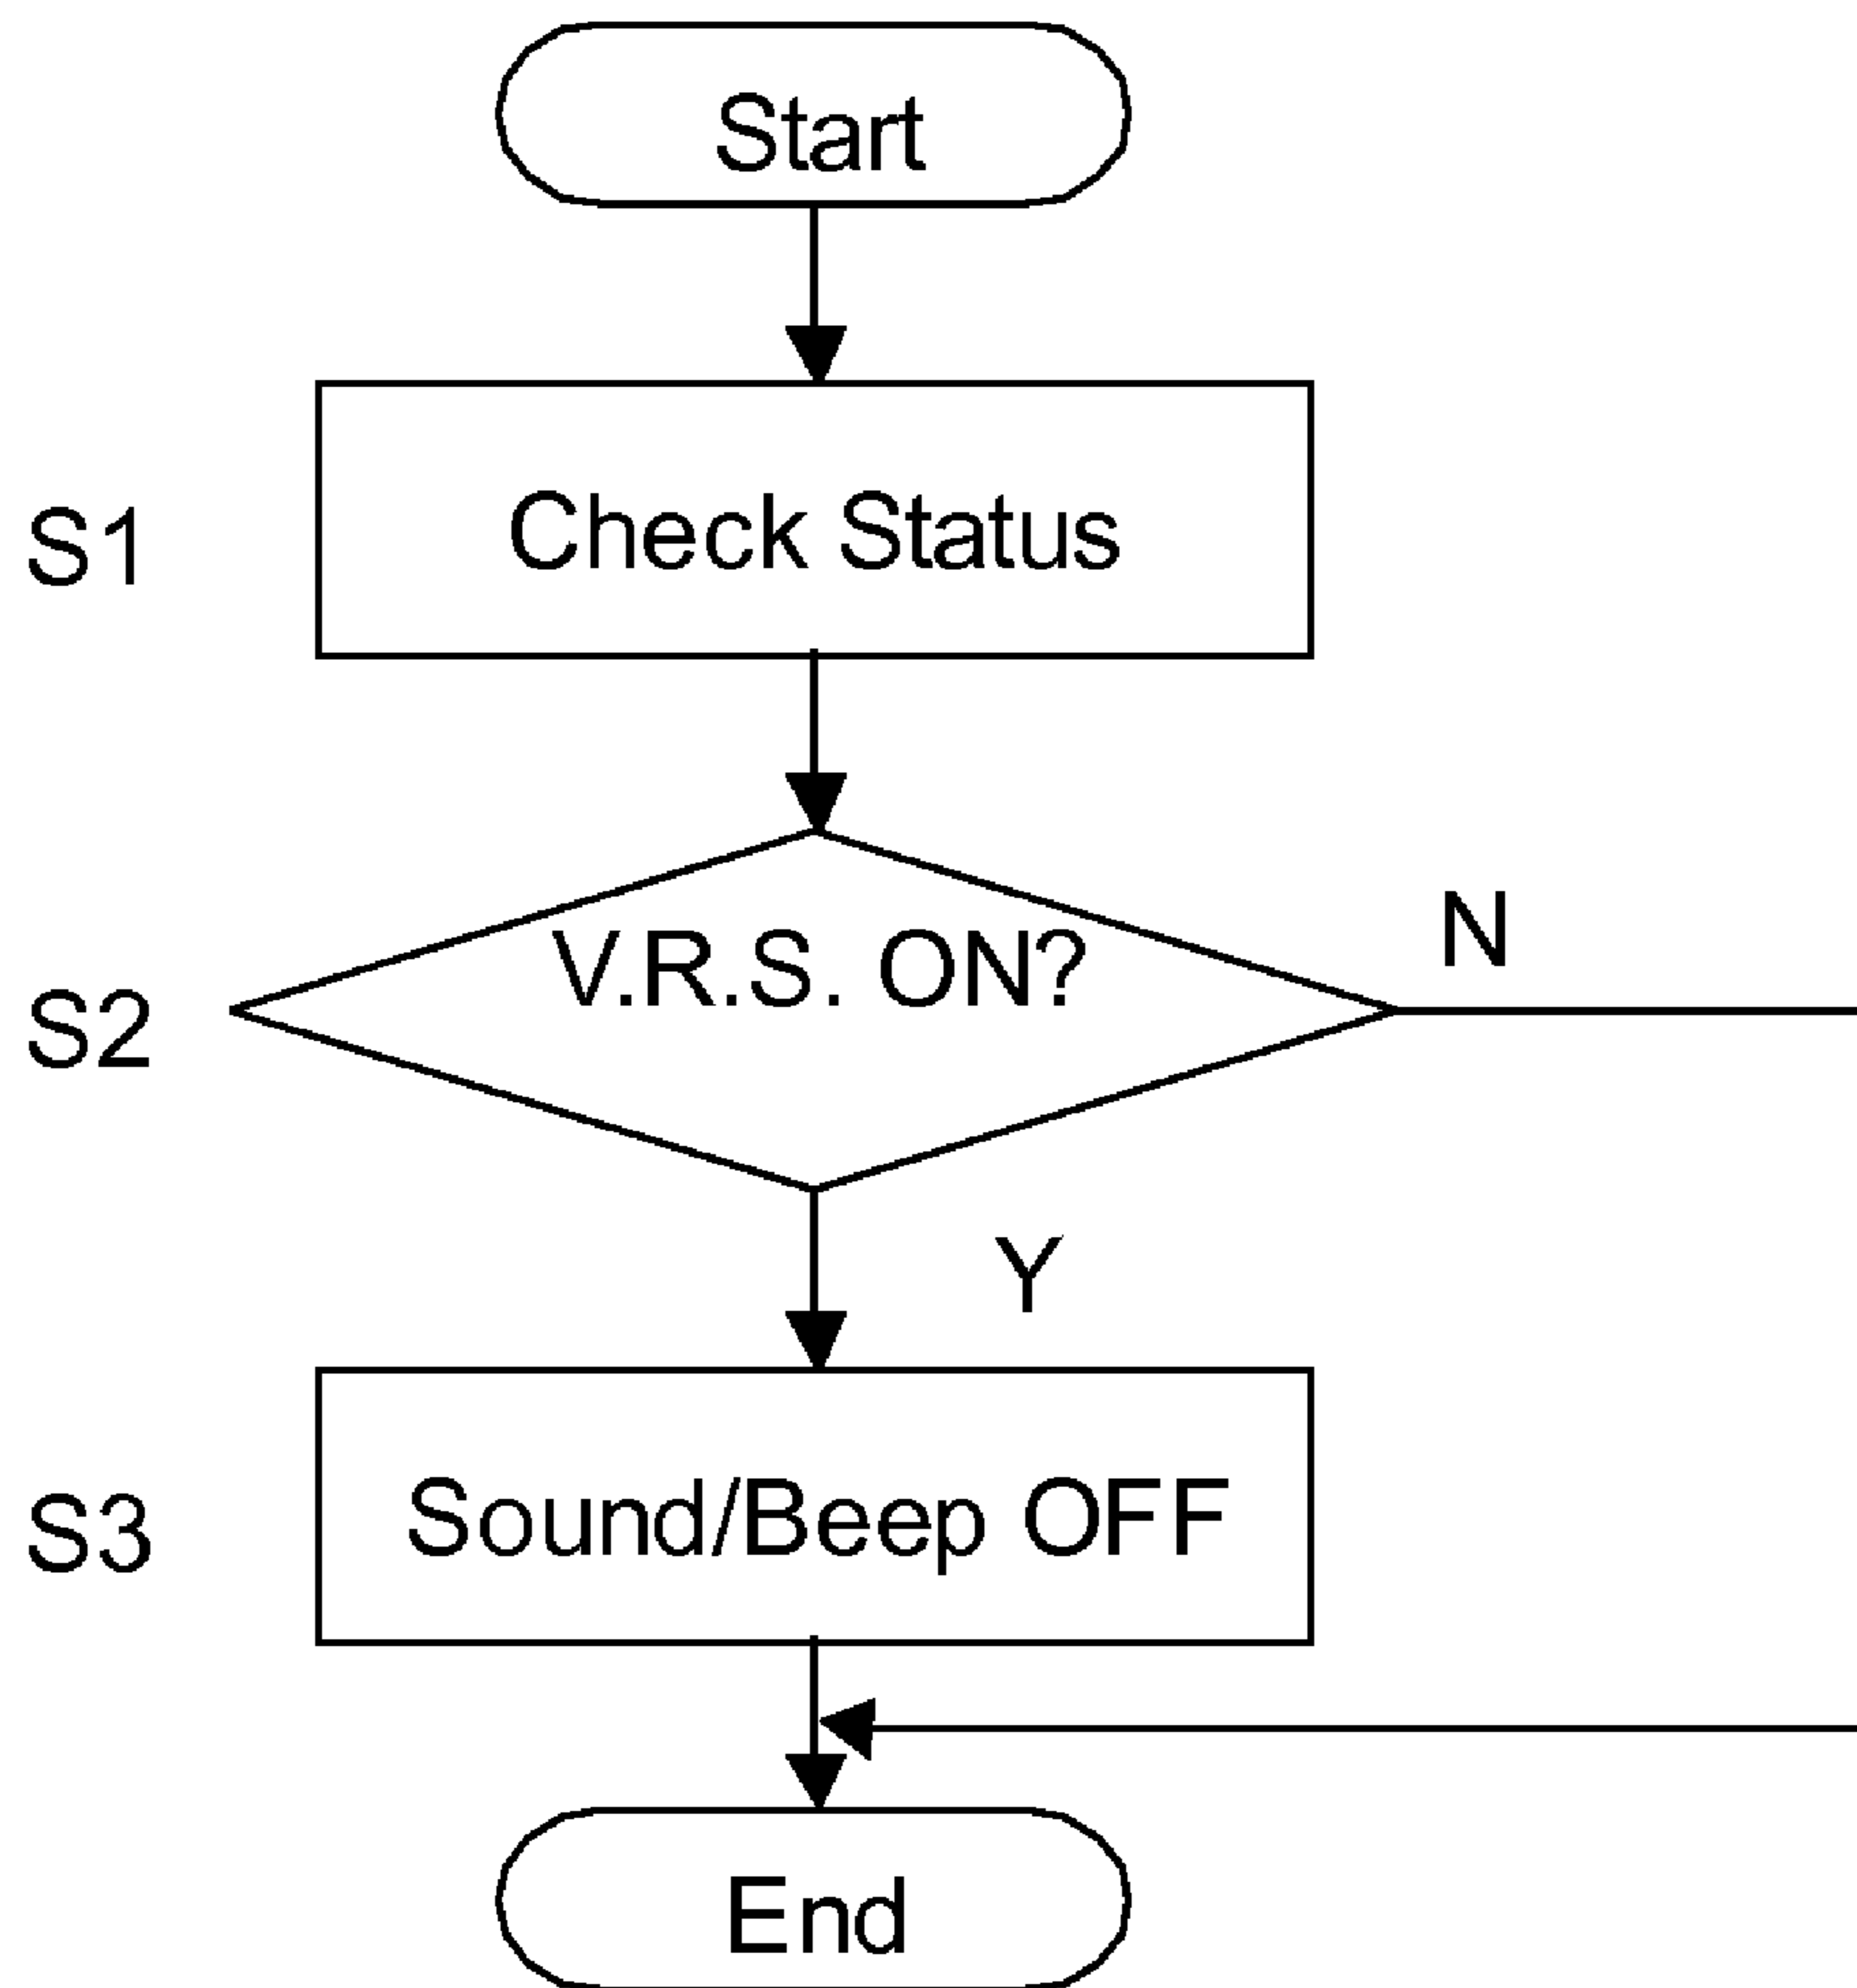 Start
S1
Check Status
S2
V.R.S. ON?
N
Y
S3
Sound/Beep OFF
End